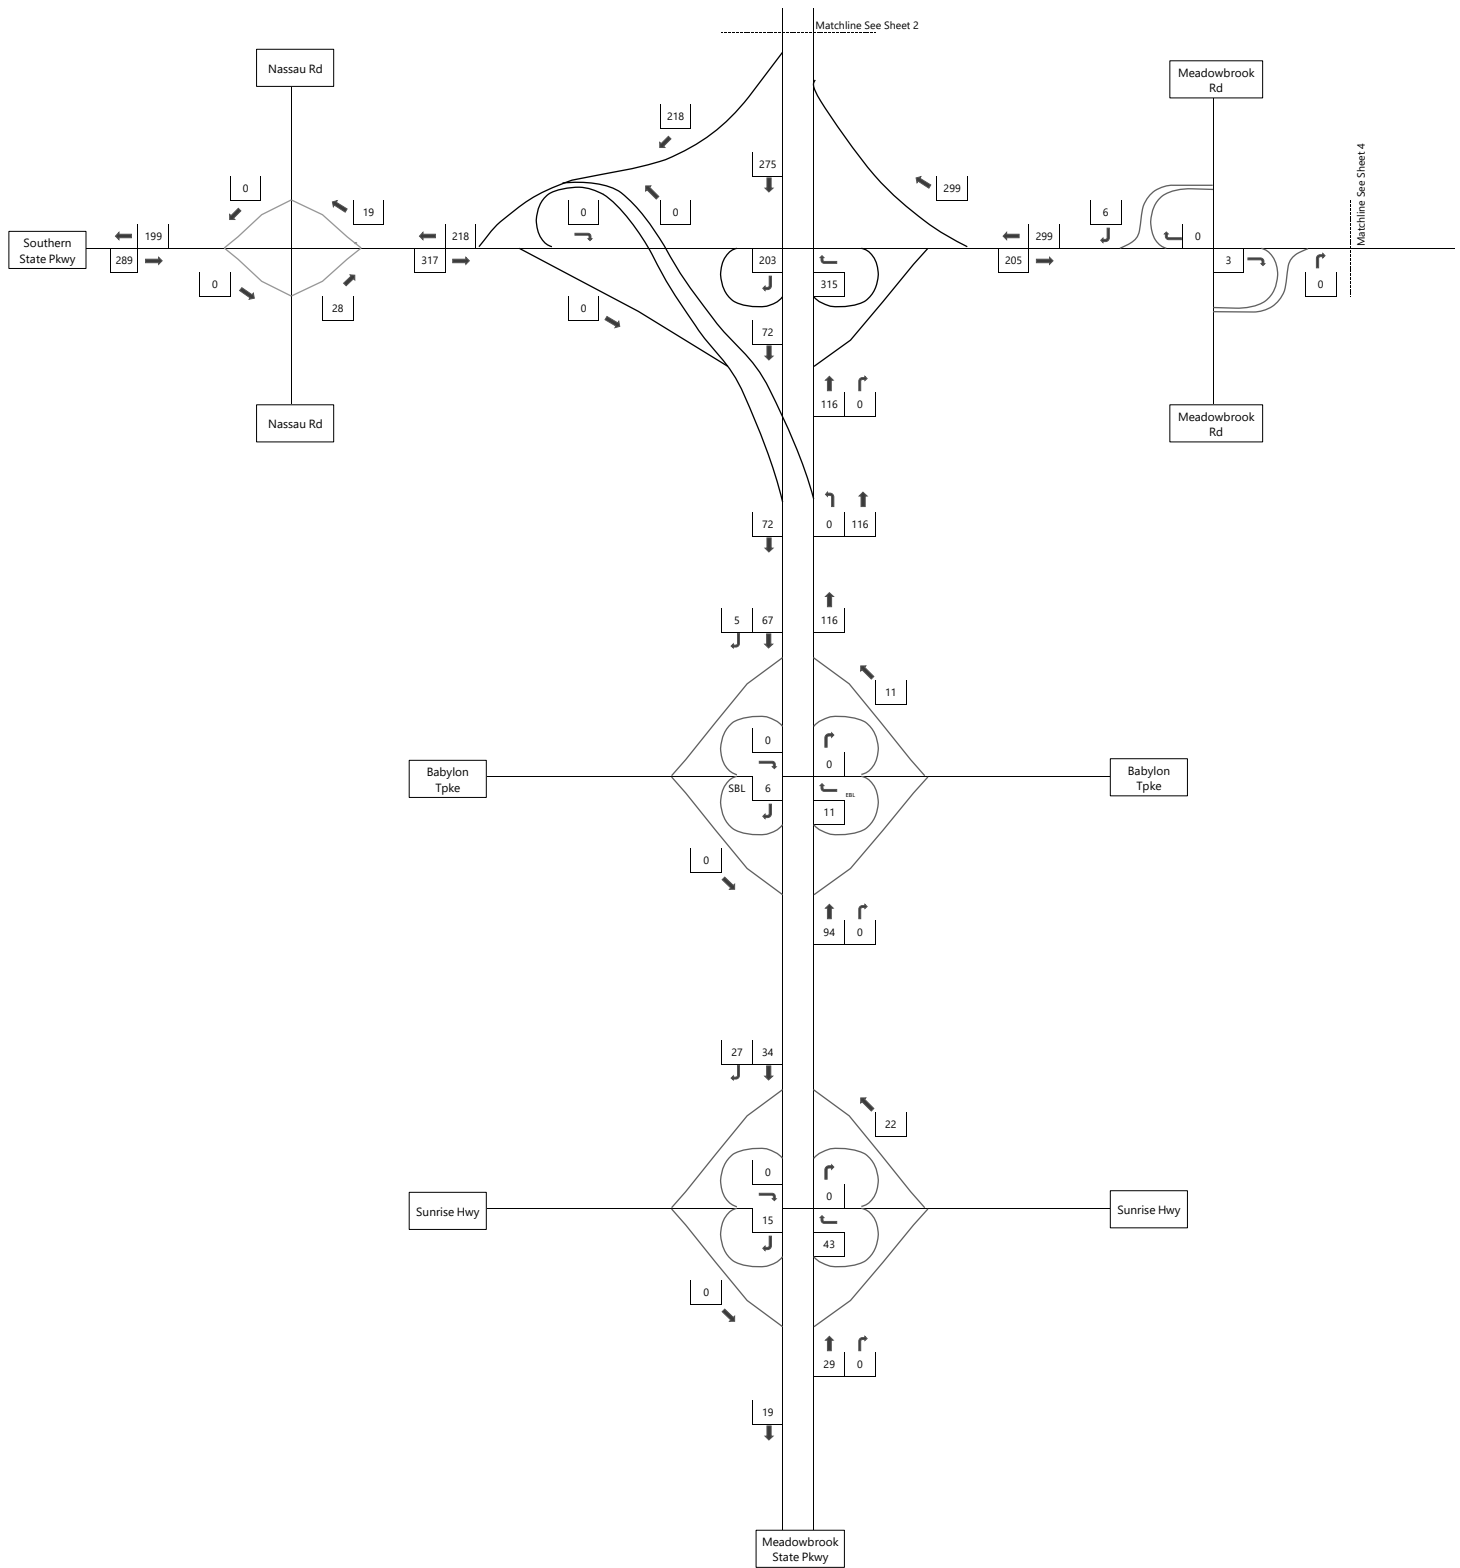 Matchline See Sheet 2
Nassau Rd
Meadowbrook
Rd
218
275
Matchline See Sheet 4
0
19
0
0
299
6
199
218
299
0
Southern
State Pkwy
289
317
203
205
3
0
28
0
315
0
72
116
0
Nassau Rd
Meadowbrook
Rd
72
0
116
5
67
116
11
0
0
Babylon
Tpke
Babylon
Tpke
SBL
6
EBL
11
0
94
0
27
34
22
0
0
Sunrise Hwy
Sunrise Hwy
15
43
0
29
0
19
Meadowbrook
State Pkwy